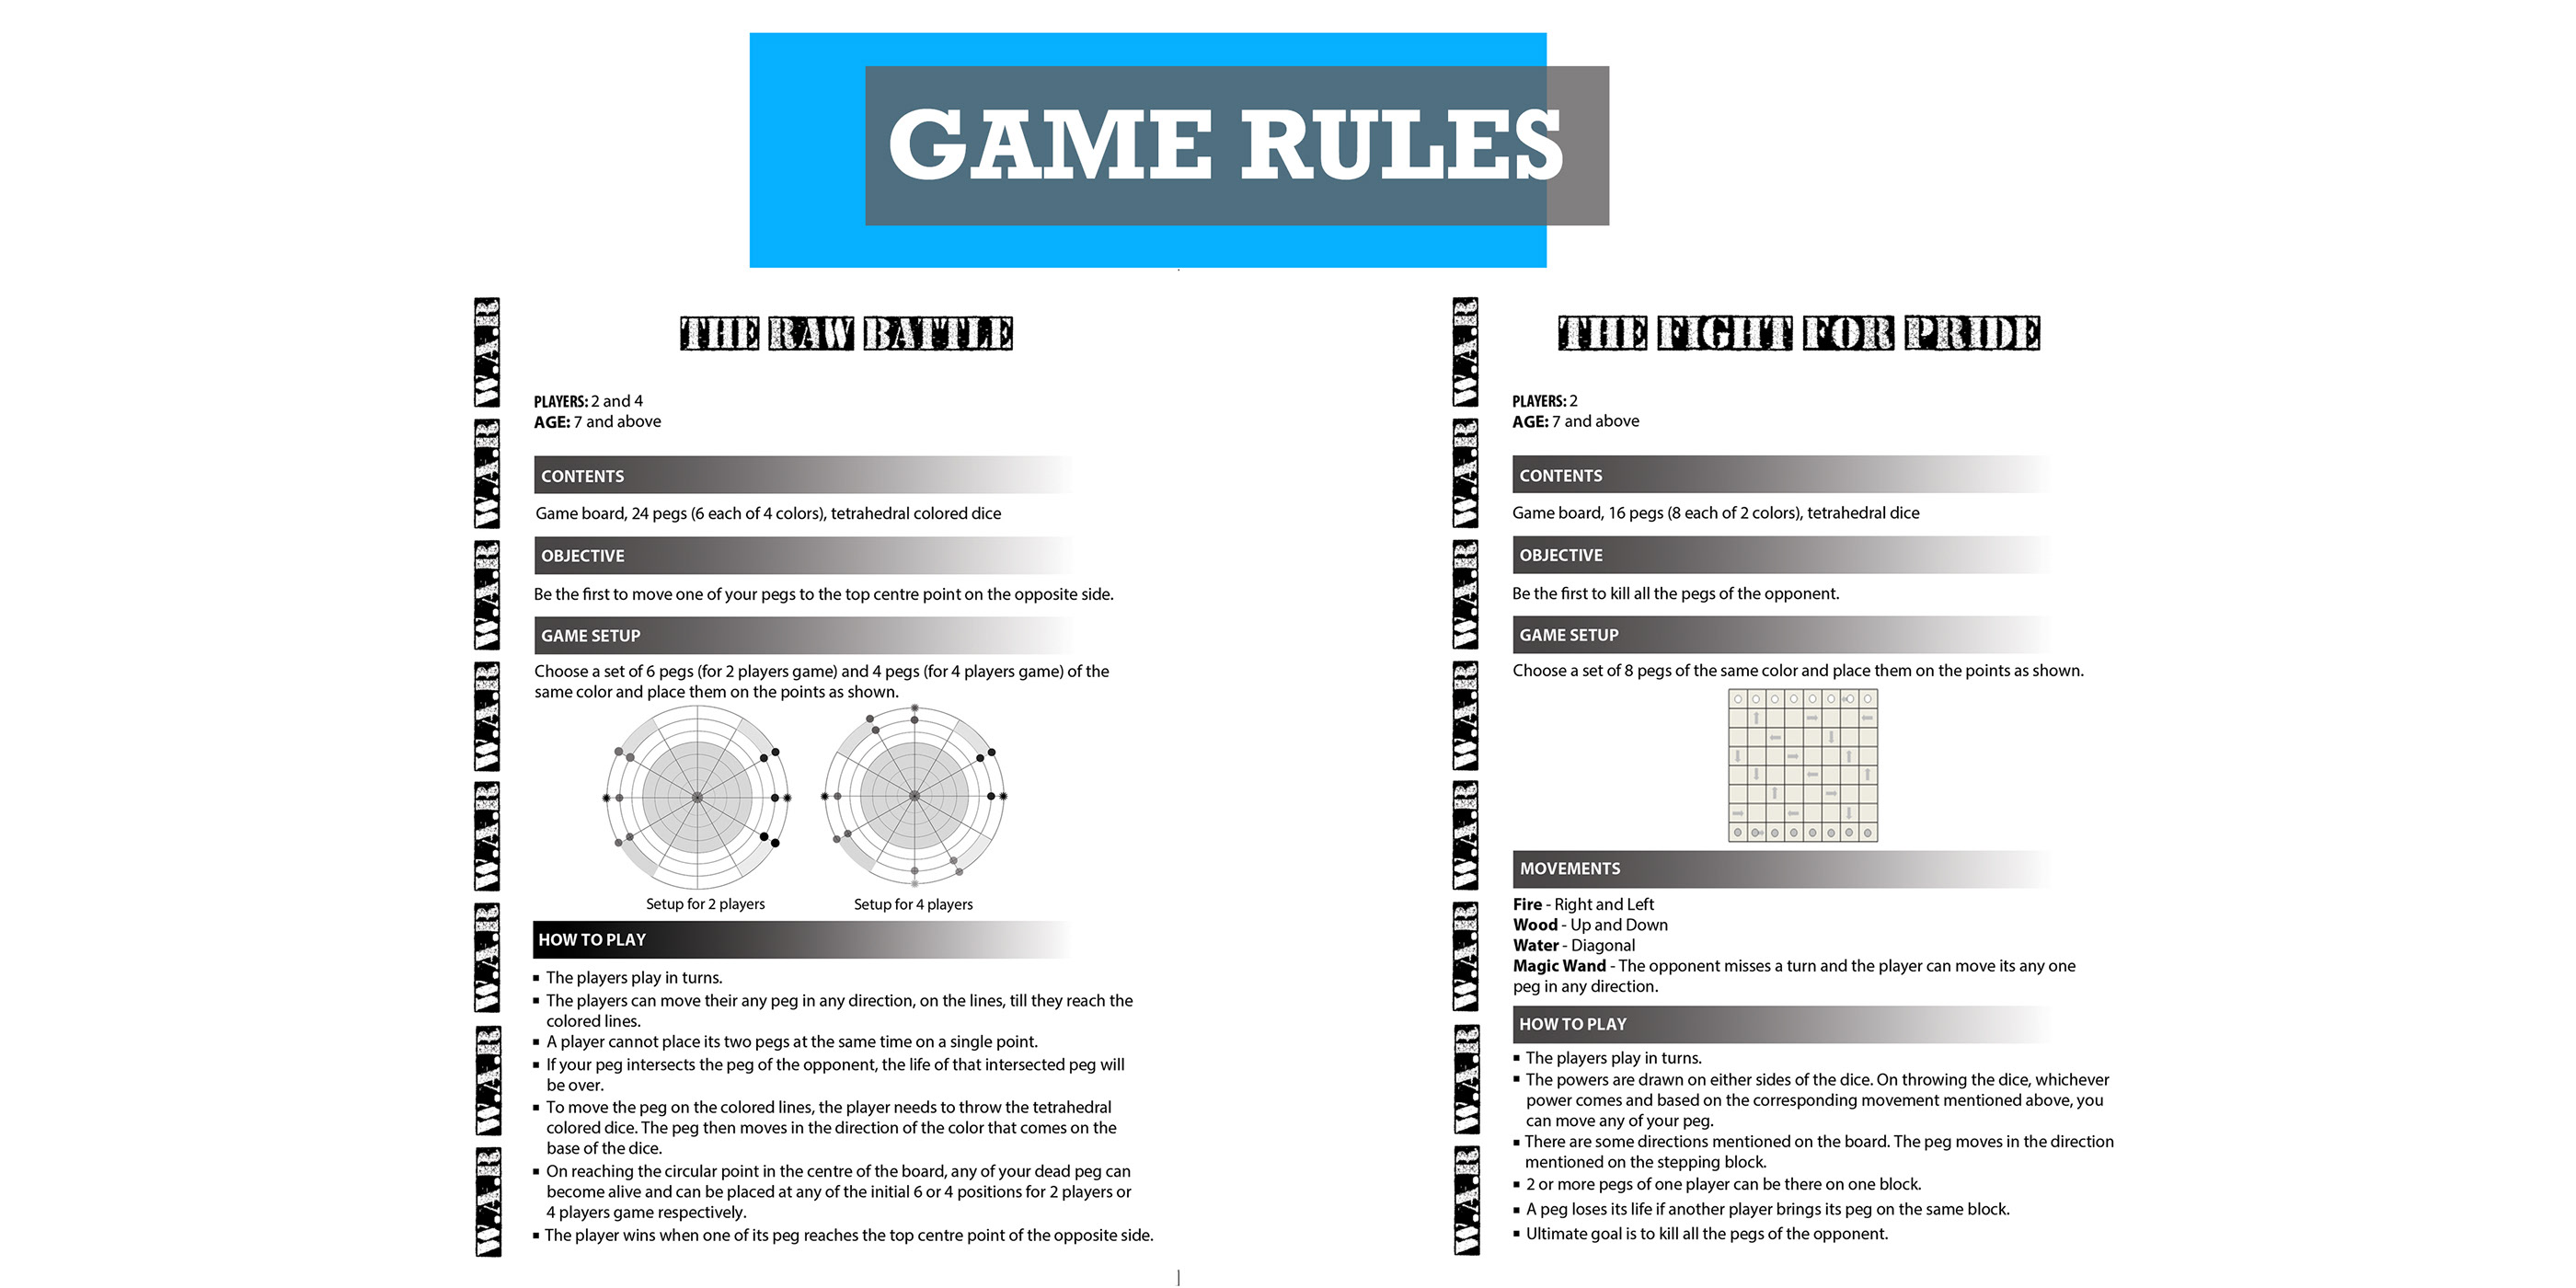 GAME RULES
W.A.R
W.A.R
W.A.R
W.A.R
W.A.R
W.A.R
W.A.R
W.A.R
THE RAW BATTLE
PLAYERS: 2 and 4
AGE: 7 and above
CONTENTS
Game board, 24 pegs (6 each of 4 colors), tetrahedral colored dice
OBJECTIVE
Be the first to move one of your pegs to the top centre point on the opposite side.
GAME SETUP
Choose a set of 6 pegs (for 2 players game) and 4 pegs (for 4 players game) of the
same color and place them on the points as shown.
Setup for 2 players
Setup for 4 players
HOW TO PLAY
▪ The players play in turns.
▪ The players can move their any peg in any direction, on the lines, till they reach the
colored lines.
▪ A player cannot place its two pegs at the same time on a single point.
▪ If your peg intersects the peg of the opponent, the life of that intersected peg will
be over.
▪ To move the peg on the colored lines, the player needs to throw the tetrahedral
colored dice. The peg then moves in the direction of the color that comes on the
base of the dice.
▪ On reaching the circular point in the centre of the board, any of your dead peg can
become alive and can be placed at any of the initial 6 or 4 positions for 2 players or
4 players game respectively.
▪ The player wins when one of its peg reaches the top centre point of the opposite side.
W.A.R
W.A.R
W.A.R
W.A.R
W.A.R
W.A.R
W.A.R
W.A.R
THE FIGHT FOR PRIDE
PLAYERS: 2
AGE: 7 and above
CONTENTS
Game board, 16 pegs (8 each of 2 colors), tetrahedral dice
OBJECTIVE
Be the first to kill all the pegs of the opponent.
GAME SETUP
Choose a set of 8 pegs of the same color and place them on the points as shown.
MOVEMENTS
Fire - Right and Left
Wood - Up and Down
Water - Diagonal
Magic Wand - The opponent misses a turn and the player can move its any one
peg in any direction.
HOW TO PLAY
▪ The players play in turns.
▪ The powers are drawn on either sides of the dice. On throwing the dice, whichever
power comes and based on the corresponding movement mentioned above, you
can move any of your peg.
▪ There are some directions mentioned on the board. The peg moves in the direction
mentioned on the stepping block.
▪ 2 or more pegs of one player can be there on one block.
▪ A peg loses its life if another player brings its peg on the same block.
▪ Ultimate goal is to kill all the pegs of the opponent.